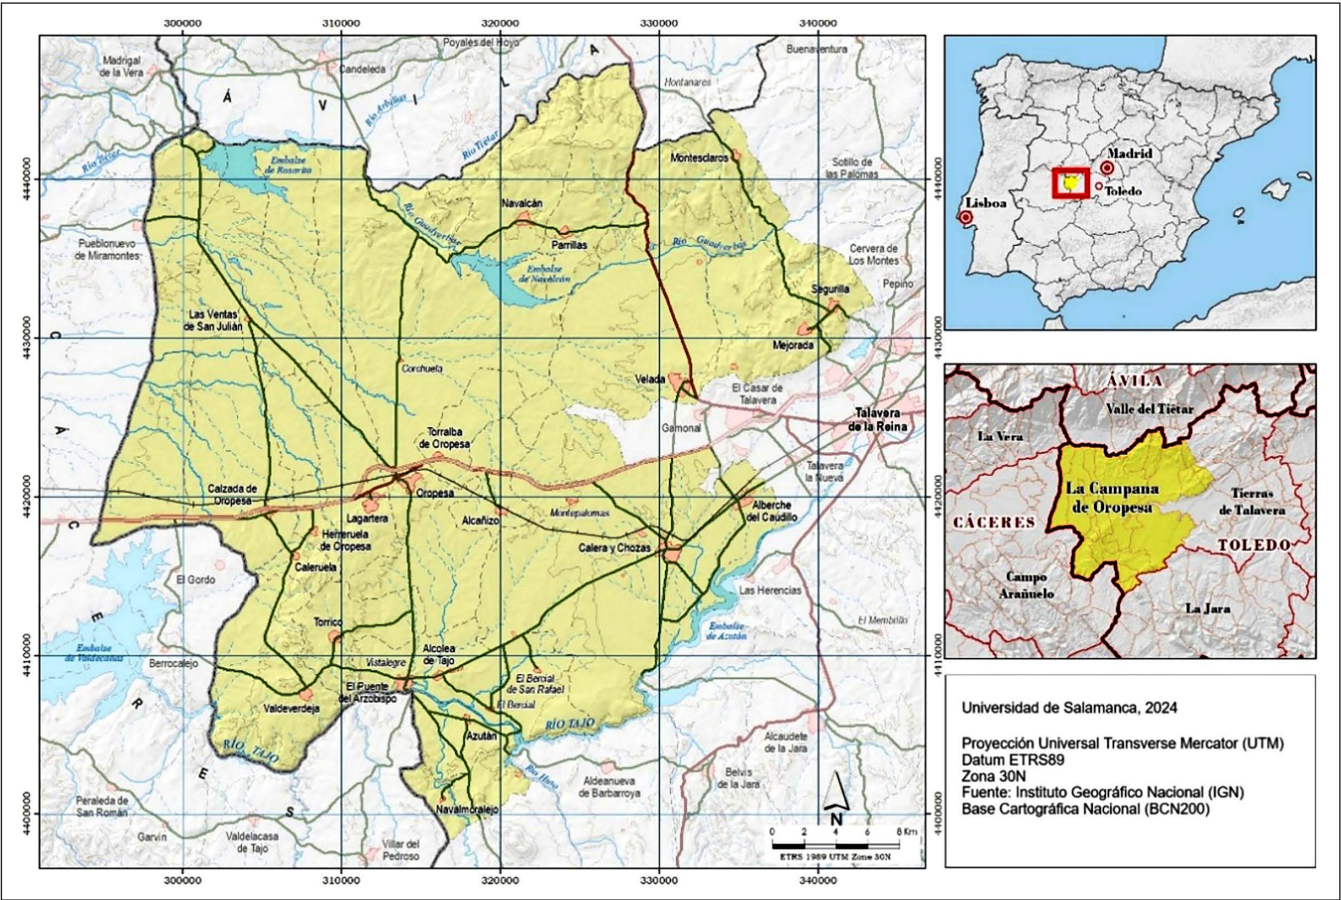 300000
310000
320000
330000
340000
Poyales del Hoyo
Buenaventura
Madrigal
de la Vera
Candeleda
Hontanares
Á
V
I
L
A
Río Arbillas
Río Tiétar
Río Tiétar
Embalse
de Rosarito
Montesclaros
Sotillo de
las Palomas
4400000
4400000
Navalcán
Parrillas
Río Guadyerbas
Río Guadyerbas
Pueblonuevo
de Miramontes
Embalse
de Navalcán
Cervera de
Los Montes
Pepino
Segurilla
Las Ventas
de San Julián
Mejorada
4430000
4430000
Corchuela
Velada
El Casar de
Talavera
Gamonal
Talavera
de la Reina
Torralba
de Oropesa
Talavera
la Nueva
Calzada de
Oropesa
Oropesa
4420000
4420000
Lagartera
Alcañizo
Montepalomas
Alberche
del Caudillo
Herreruela
de Oropesa
Calera y Chozas
Caleruela
El Gordo
Las Herencias
Torrico
El Membrillo
Embalse
de Azután
Embalse
de Valdecañas
Berrocalejo
Vistalegre
Alcolea
de Tajo
4410000
4410000
El Puente
del Arzobispo
El Bercial
de San Rafael
El Bercial
Valdeverdeja
RÍO TAJO
RÍO TAJO
Azután
Alcaudete
de la Jara
Río Huso
Belvis
de la Jara
Aldeanueva
de Barbarroya
Peraleda de
San Román
Navalmoralejo
4400000
4400000
Garvín
Valdelacasa
de Tajo
Villar del
Pedroso
C
Á
C
E
R
E
S
N
0 2 4 6 8 Km
ETRS 1989 UTM Zone 30N
300000
310000
320000
330000
340000
Madrid
Toledo
Lisboa
ÁVILA
Valle del Tiétar
La Vera
La Campana
de Oropesa
Tierras
de Talavera
CÁCERES
TOLEDO
Campo
Arañuelo
La Jara
Universidad de Salamanca, 2024
Proyección Universal Transverse Mercator (UTM)
Datum ETRS89
Zona 30N
Fuente: Instituto Geográfico Nacional (IGN)
Base Cartográfica Nacional (BCN200)